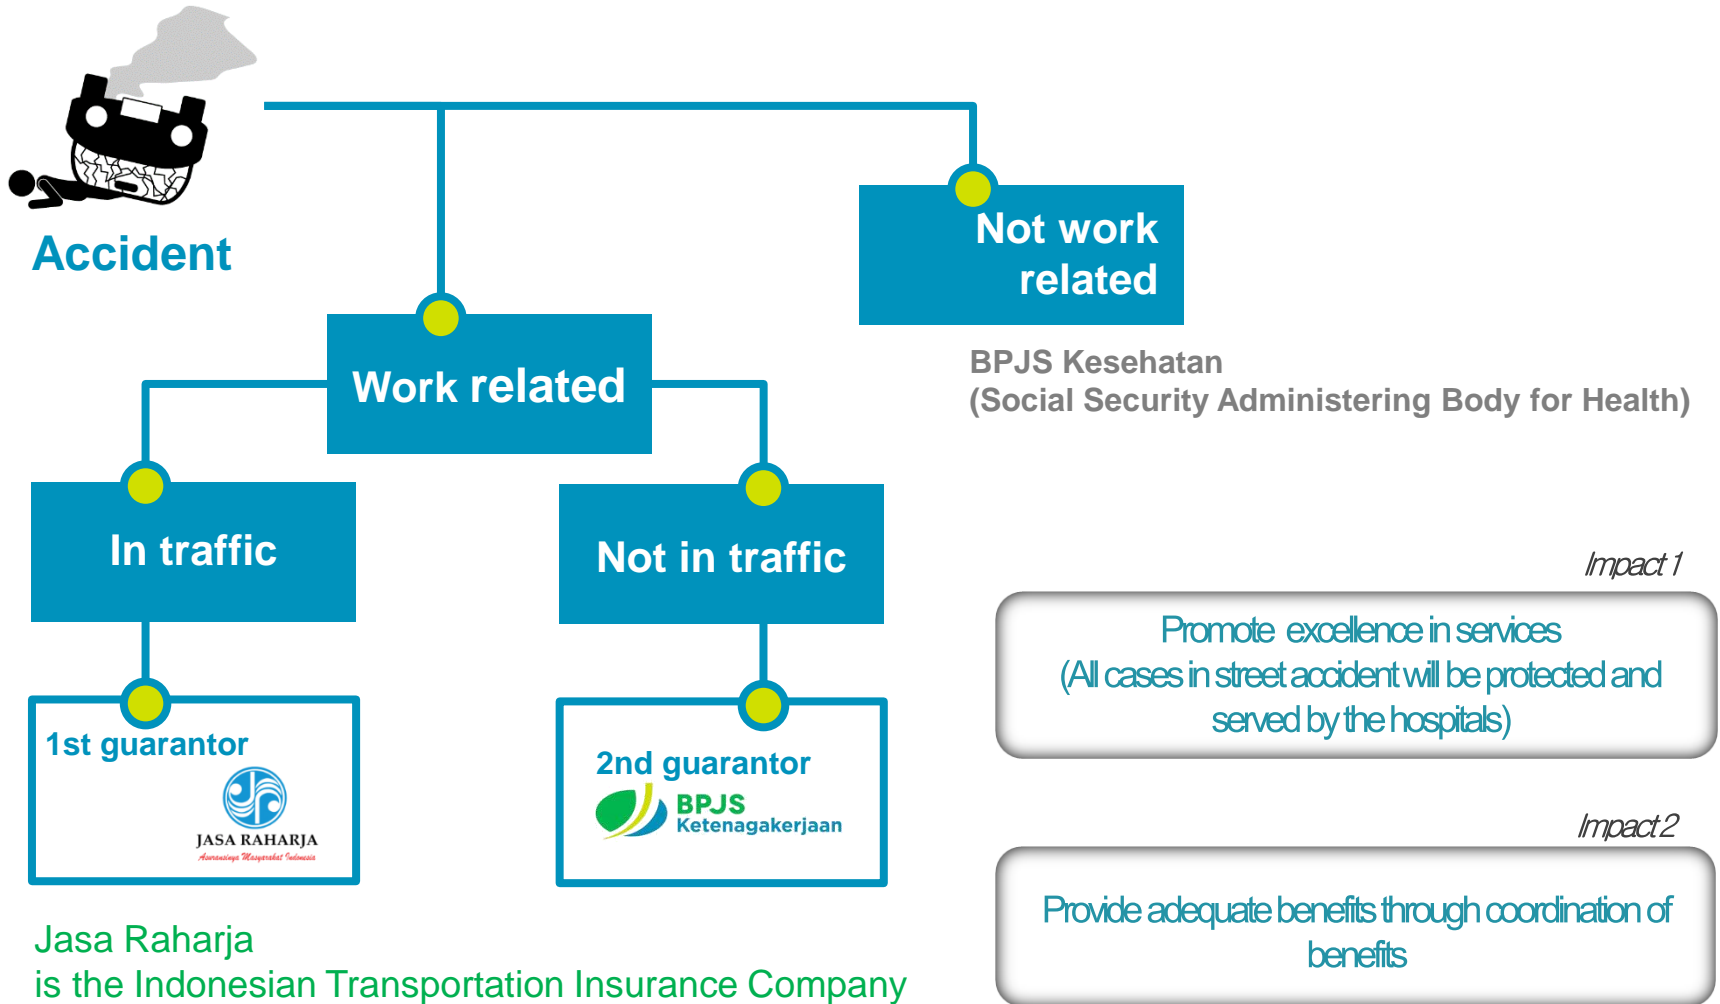 Accident
Not work
related
BPJS Kesehatan
(Social Security Administering Body for Health)
Work related
In traffic
Not in traffic
1st guarantor
JASA RAHARJA
Asuransinya Masyarakat Indonesia
2nd guarantor
BPJS
Ketenagakerjaan
Jasa Raharja
is the Indonesian Transportation Insurance Company
Impact 1
Promote excellence in services
(All cases in street accident will be protected and
served by the hospitals)
Impact 2
Provide adequate benefits through coordination of
benefits